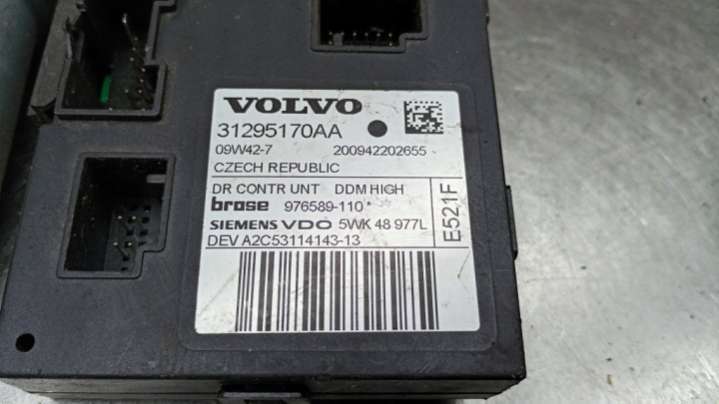 VOLVO
31295170AA
09W42-7 200942202655
CZECH REPUBLIC
DR CONTR UNT DDM HIGH
brose 976589-110 *
SIEMENS VDO 5WK 48 977L
DEV A2C53114143-13
E521F